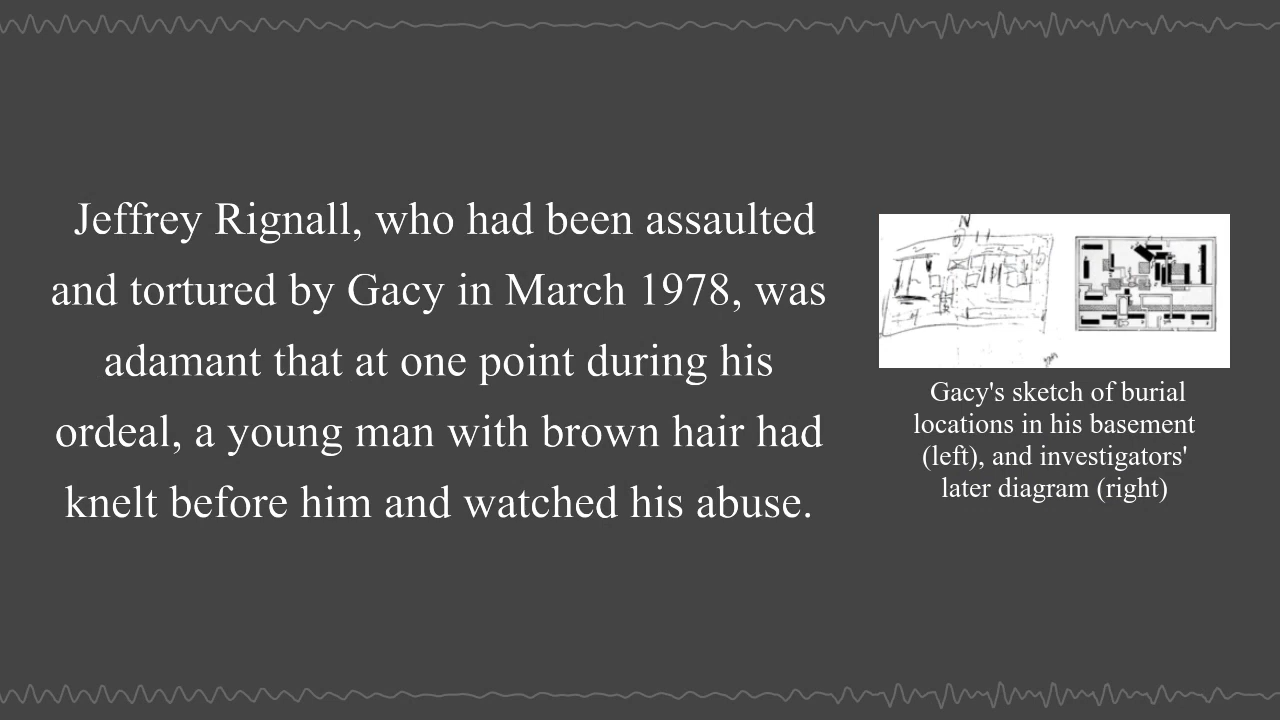 Jeffrey Rignall, who had been assaulted
and tortured by Gacy in March 1978, was
adamant that at one point during his
ordeal, a young man with brown hair had
knelt before him and watched his abuse.
N
Gacy's sketch of burial
locations in his basement
(left), and investigators'
later diagram (right)